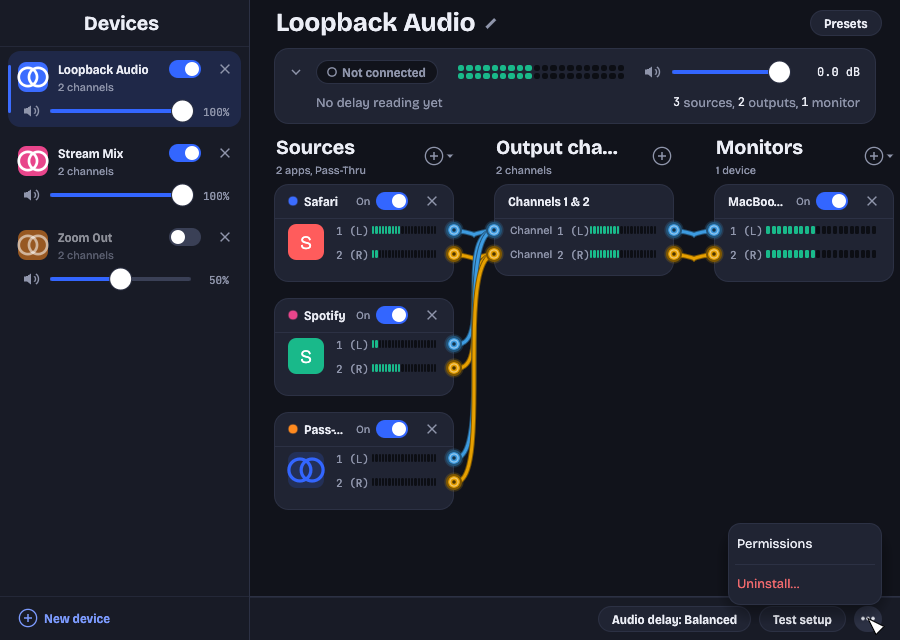 Devices
Loopback Audio
2 channels
100%
Stream Mix
2 channels
100%
Zoom Out
2 channels
50%
New device
Loopback Audio
Presets
Not connected
0.0 dB
No delay reading yet
3 sources, 2 outputs, 1 monitor
Sources
2 apps, Pass-Thru
Output cha...
2 channels
Monitors
1 device
Safari
On
S
1 (L)
2 (R)
Spotify
On
S
1 (L)
2 (R)
Pass-...
On
1 (L)
2 (R)
Channels 1 & 2
Channel 1 (L)
Channel 2 (R)
MacBoo...
On
1 (L)
2 (R)
Permissions
Uninstall...
Audio delay: Balanced
Test setup